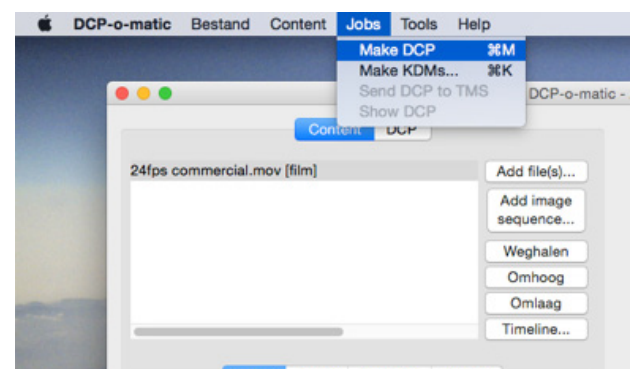 DCP-o-matic Bestand Content Jobs Tools Help
Make DCP ⌘M
Make KDMs... ⌘K
Send DCP to TMS
Show DCP
DCP-o-matic -
Content DCP
24fps commercial.mov [film]
Add file(s)...
Add image
sequence...
Weghalen
Omhoog
Omlaag
Timeline...